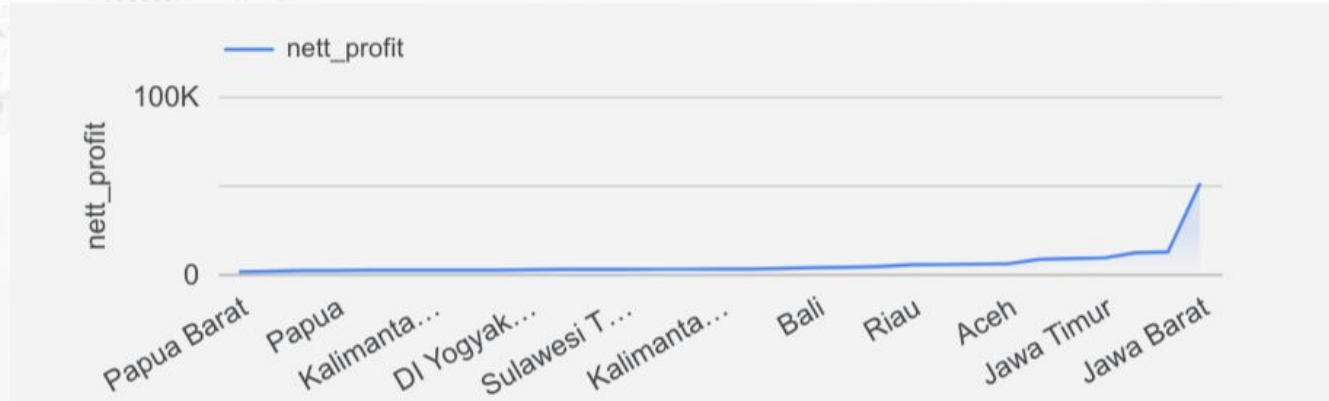 nett_profit
100K
nett_profit
0
Papua Barat
Papua
Kalimanta...
DI Yogyak...
Sulawesi T...
Kalimanta...
Bali
Riau
Aceh
Jawa Timur
Jawa Barat